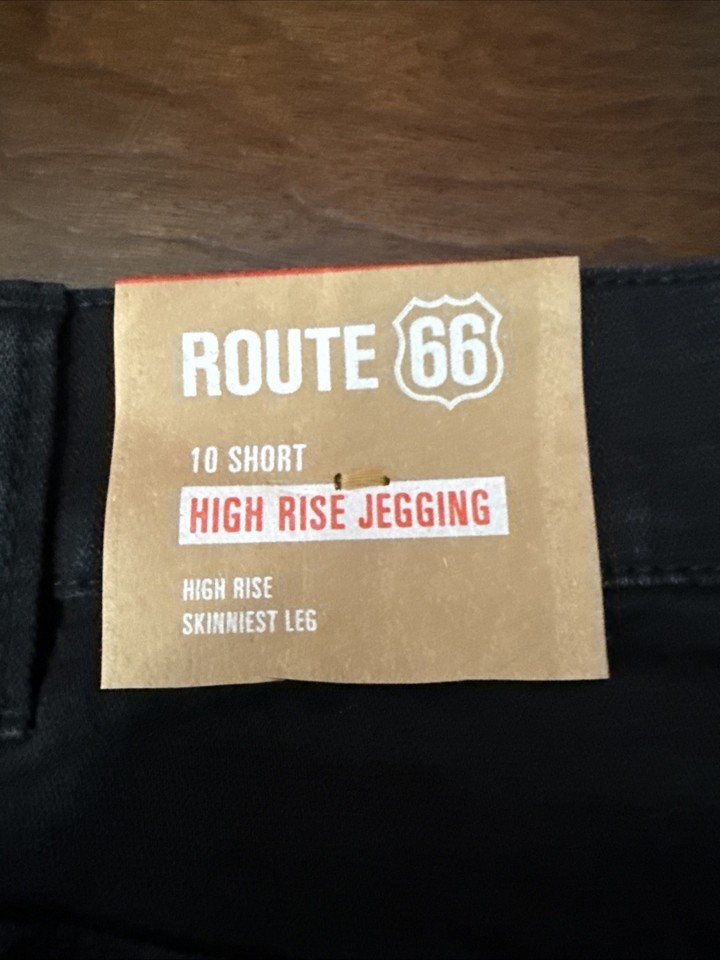 ROUTE 66
10 SHORT
HIGH RISE JEGGING
HIGH RISE
SKINNIEST LEG